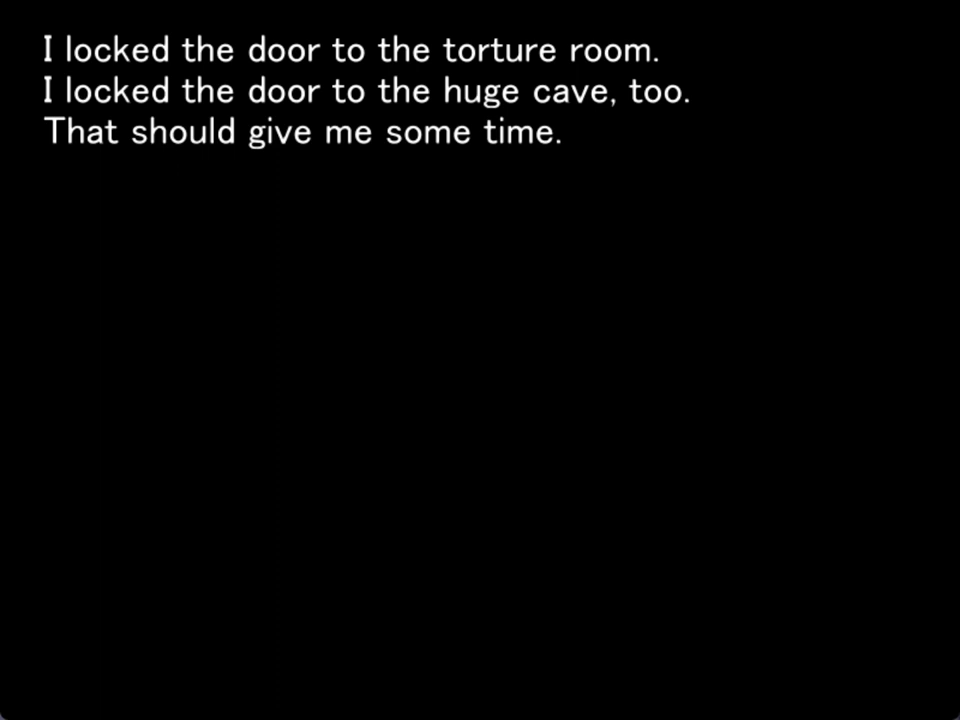 I locked the door to the torture room.
I locked the door to the huge cave, too.
That should give me some time.